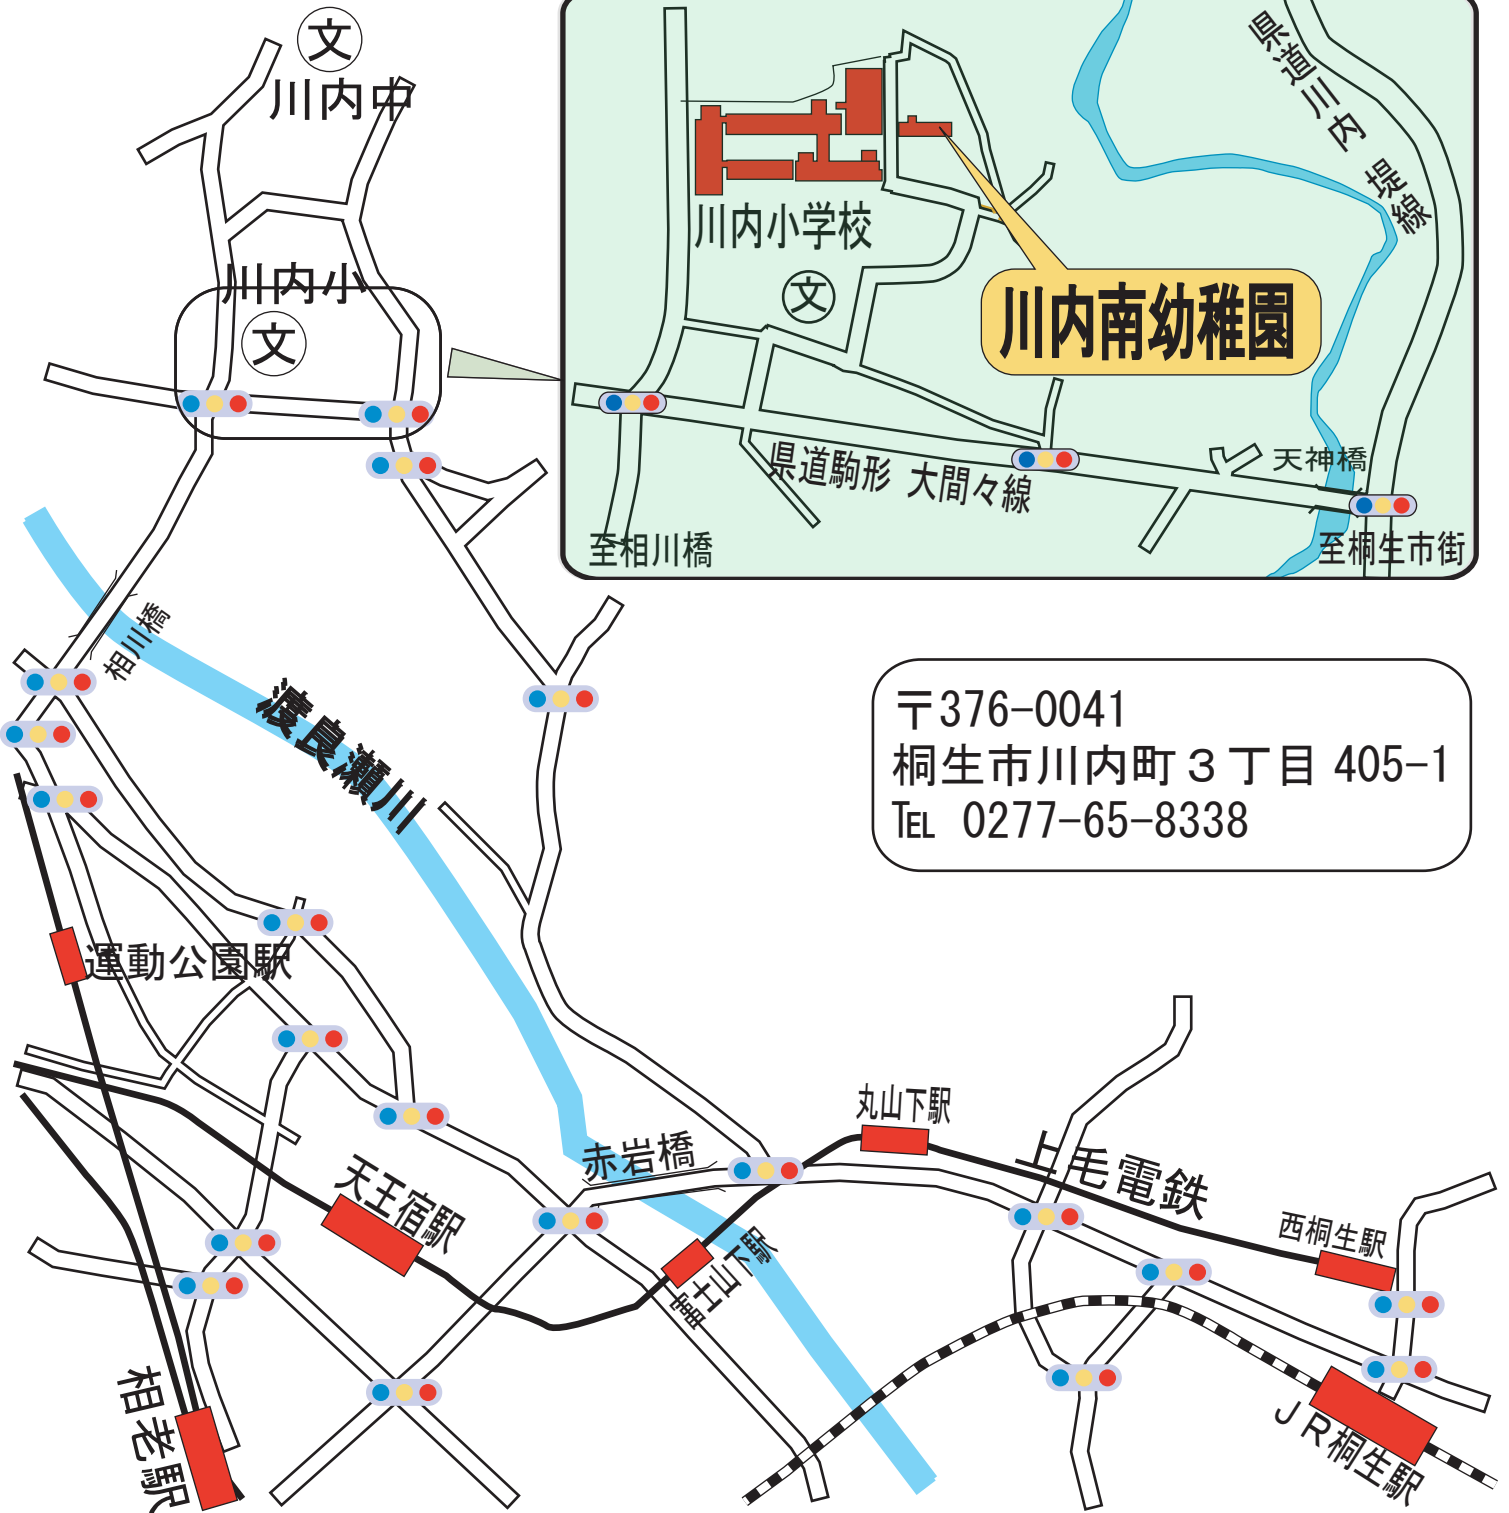 文
川内中
川内小
文
県道川内 堤線
川内小学校
文
川内南幼稚園
県道駒形 大間々線
天神橋
至相川橋
至桐生市街
相川橋
渡良瀬川
〒376-0041
桐生市川内町３丁目 405-1
℡ 0277-65-8338
運動公園駅
丸山下駅
赤岩橋
上毛電鉄
天王宿駅
富士山下駅
西桐生駅
相老駅
ＪＲ桐生駅